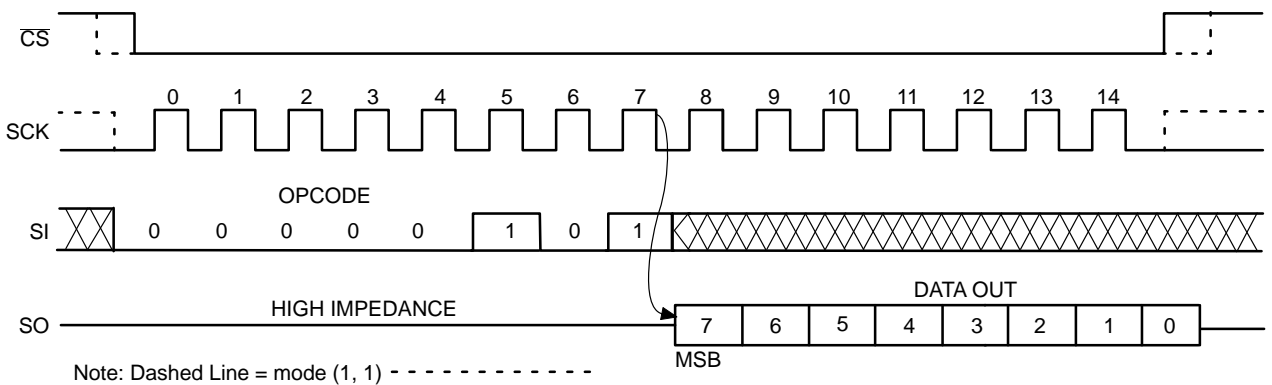 CS
0 1 2 3 4 5 6 7 8 9 10 11 12 13 14
SCK
OPCODE
SI 0 0 0 0 0 1 0 1
DATA OUT
HIGH IMPEDANCE
SO 7 6 5 4 3 2 1 0
MSB
Note: Dashed Line = mode (1, 1) - - - - - - - - - - - -